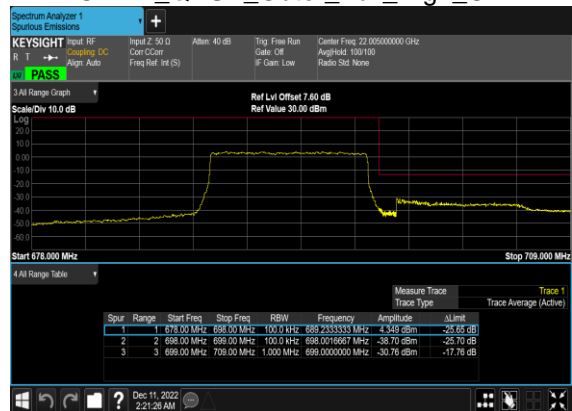 Spectrum Analyzer 1
Spurious Emissions
+
KEYSIGHT Input: RF Input Z: 50 Ω Atten: 40 dB Trig: Free Run Center Freq: 22.005000000 GHz
R T Coupling: DC Corr CCorr Gate: Off Avg|Hold: 100/100
Align: Auto Freq Ref: Int (S) IF Gain: Low Radio Std: None
PASS
3 All Range Graph Ref Lvl Offset 7.60 dB
Scale/Div 10.0 dB Ref Value 30.00 dBm
Log
20.0
10.0
0.00
-10.0
-20.0
-30.0
-40.0
-50.0
-60.0
Start 678.000 MHz Stop 709.000 MHz
4 All Range Table
Measure Trace Trace 1
Trace Type Trace Average (Active)
Spur Range Start Freq Stop Freq RBW Frequency Amplitude ΔLimit
1 1 678.00 MHz 698.00 MHz 100.0 kHz 689.2333333 MHz 4.349 dBm -25.65 dB
2 2 698.00 MHz 699.00 MHz 100.0 kHz 698.0016667 MHz -38.70 dBm -25.70 dB
3 3 699.00 MHz 709.00 MHz 1.000 MHz 699.0000000 MHz -30.76 dBm -17.76 dB
? Dec 11, 2022
2:21:26 AM